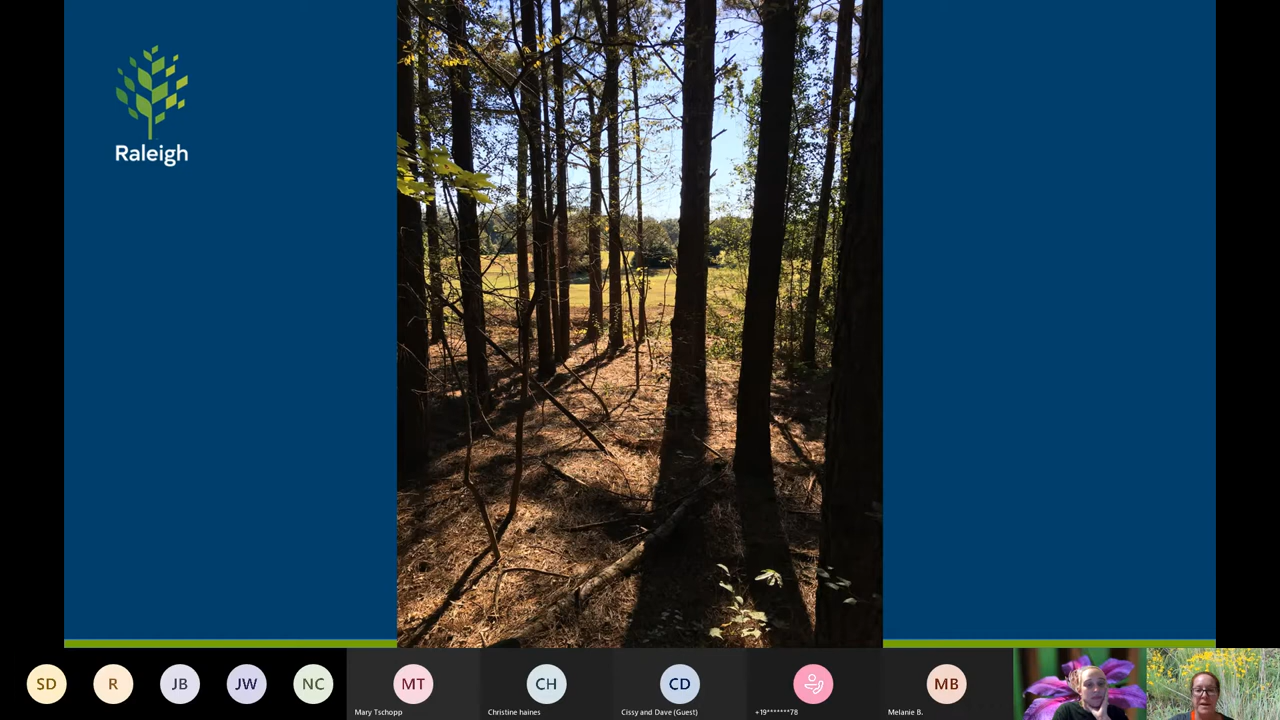 Raleigh
SD
R
JB
JW
NC
MT
CH
CD
MB
Mary Tschopp
Christine haines
Cissy and Dave (Guest)
+19*******78
Melanie B.